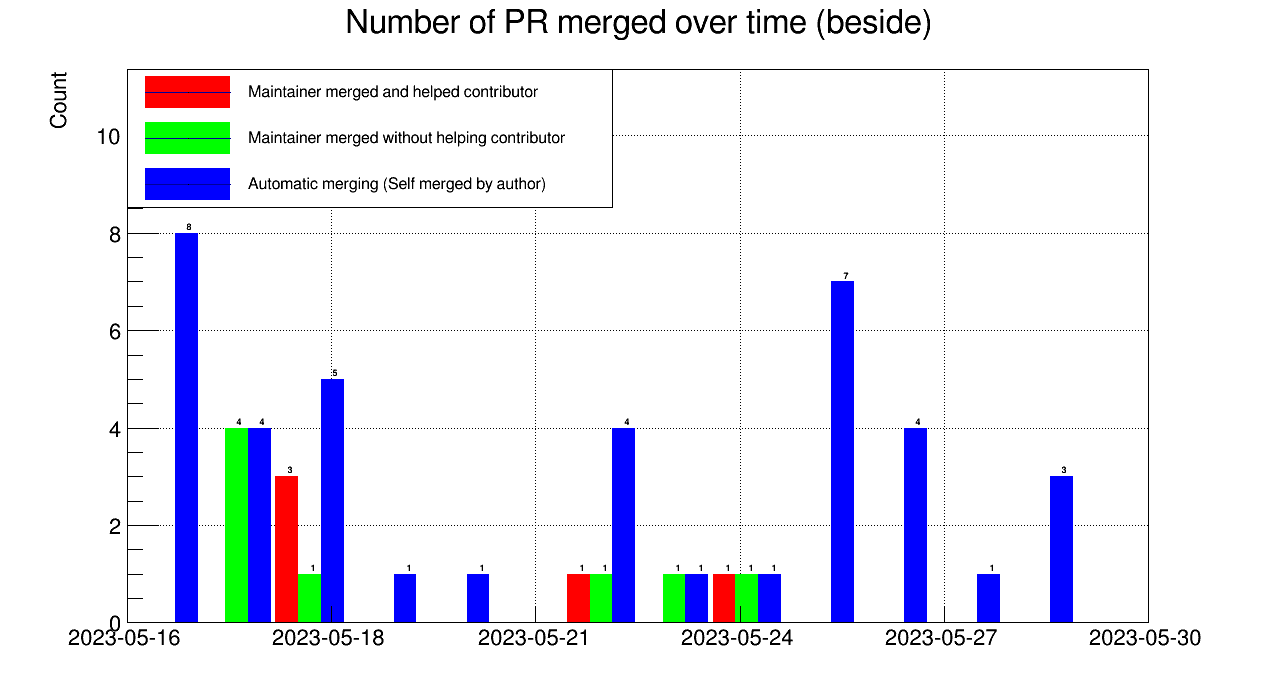 Number of PR merged over time (beside)
Count
Maintainer merged and helped contributor
Maintainer merged without helping contributor
Automatic merging (Self merged by author)
10
8
6
4
2
0
8
4 4
3 1 5
1
1
1 1 4
1 1
1 1 1
7
4
1
3
2023-05-16 2023-05-18 2023-05-21 2023-05-24 2023-05-27 2023-05-30